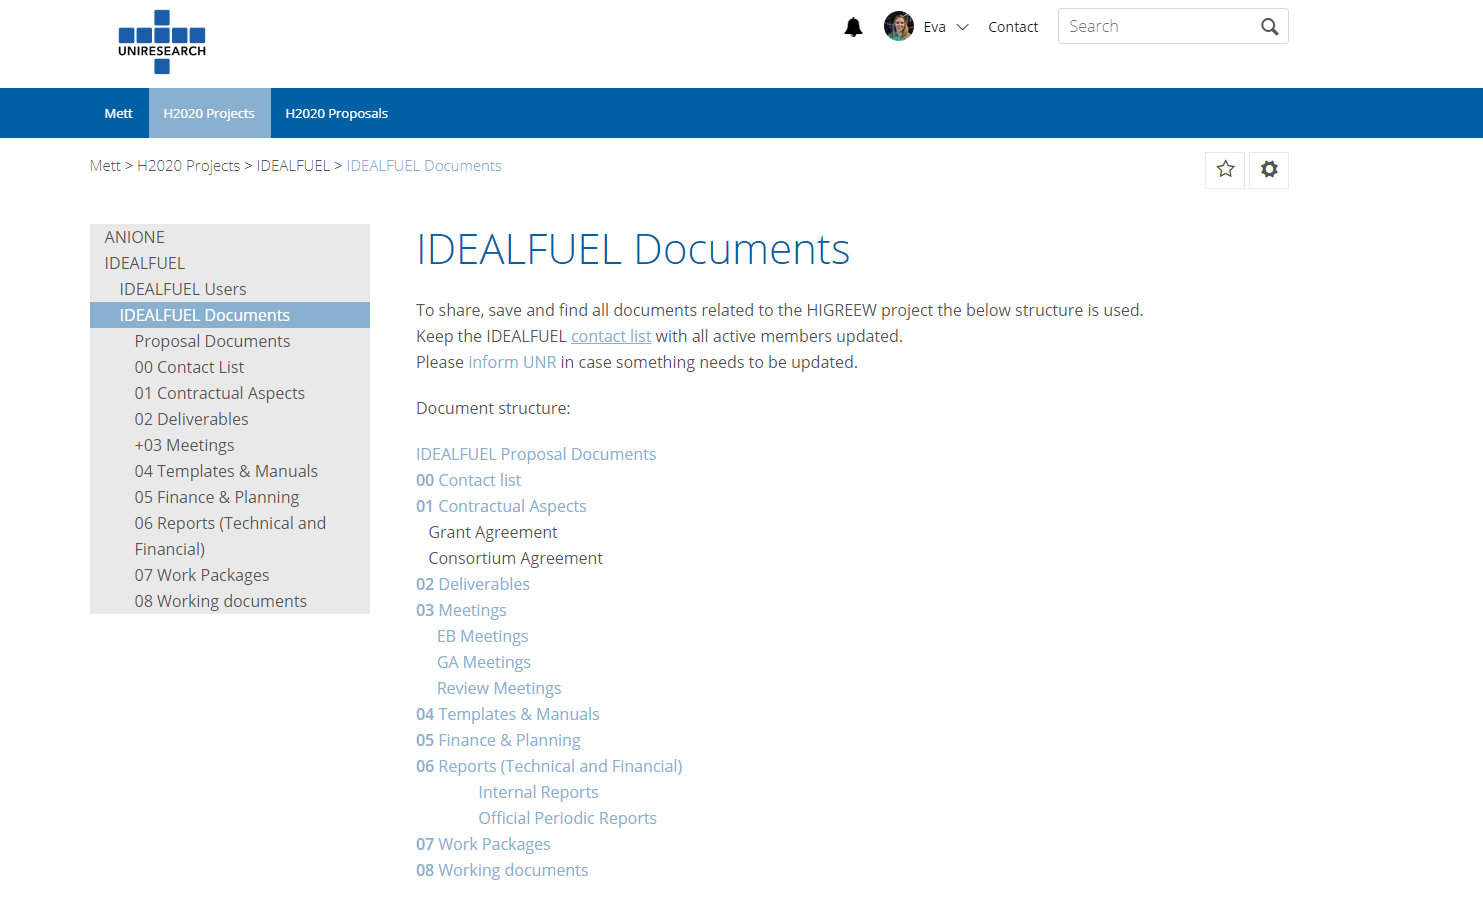 UNIRESEARCH
Eva
Contact
Search
Mett
H2020 Projects
H2020 Proposals
Mett > H2020 Projects > IDEALFUEL > IDEALFUEL Documents
ANIONE
IDEALFUEL
IDEALFUEL Users
IDEALFUEL Documents
Proposal Documents
00 Contact List
01 Contractual Aspects
02 Deliverables
+03 Meetings
04 Templates & Manuals
05 Finance & Planning
06 Reports (Technical and
Financial)
07 Work Packages
08 Working documents
IDEALFUEL Documents
To share, save and find all documents related to the HIGREEW project the below structure is used.
Keep the IDEALFUEL contact list with all active members updated.
Please inform UNR in case something needs to be updated.
Document structure:
IDEALFUEL Proposal Documents
00 Contact list
01 Contractual Aspects
Grant Agreement
Consortium Agreement
02 Deliverables
03 Meetings
EB Meetings
GA Meetings
Review Meetings
04 Templates & Manuals
05 Finance & Planning
06 Reports (Technical and Financial)
Internal Reports
Official Periodic Reports
07 Work Packages
08 Working documents